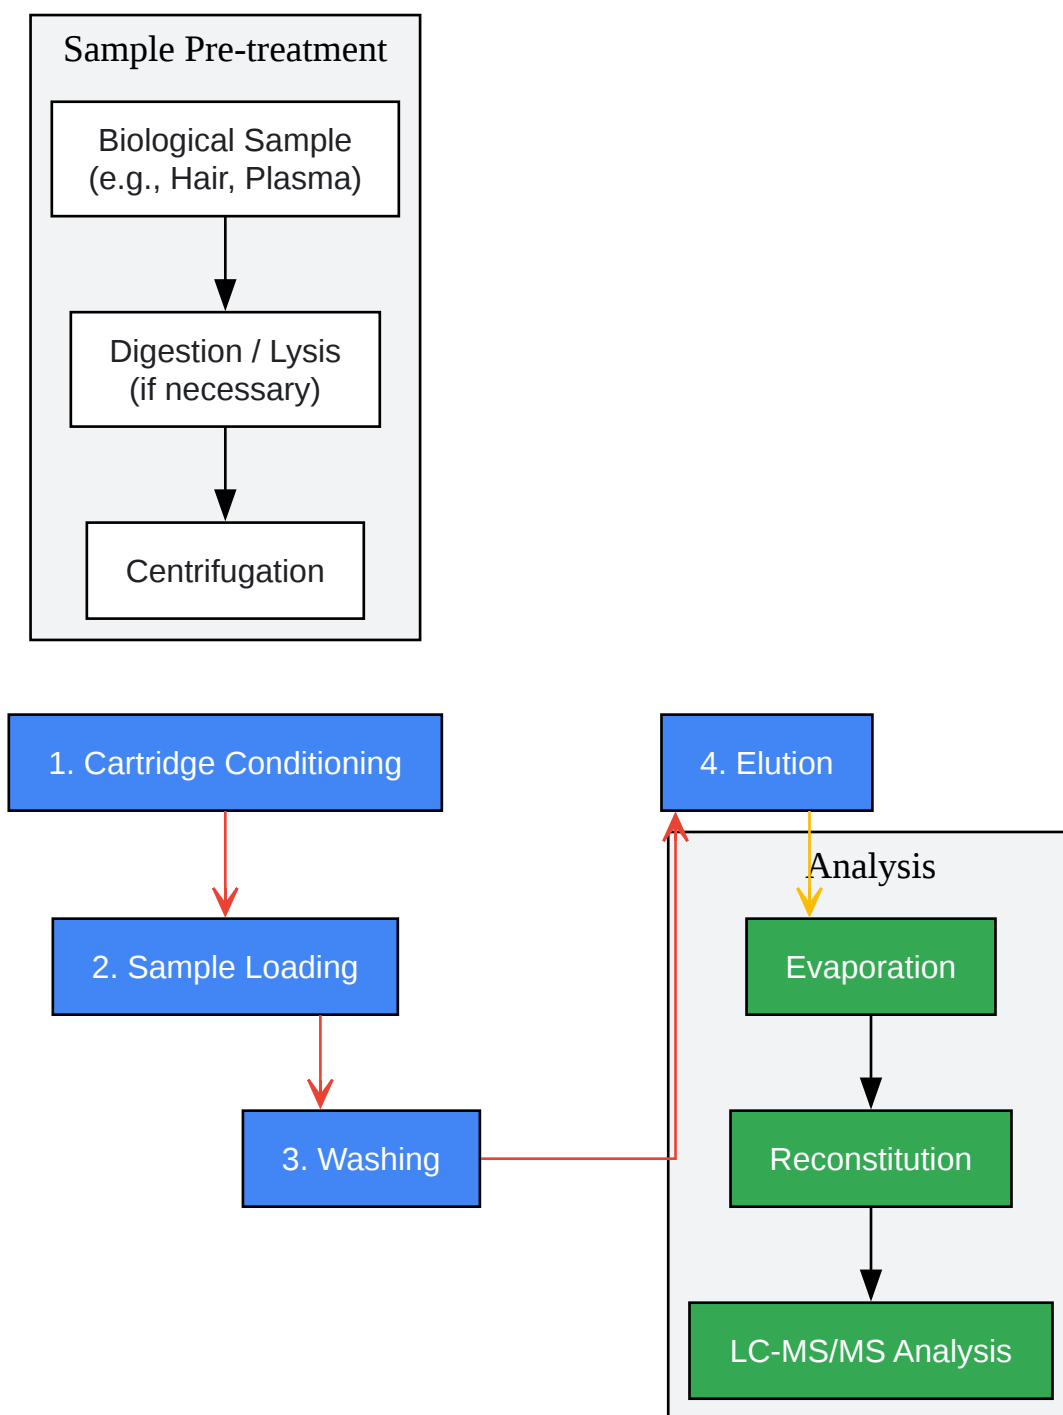 Sample Pre-treatment
Biological Sample
(e.g., Hair, Plasma)
Digestion / Lysis
(if necessary)
Centrifugation
1. Cartridge Conditioning
2. Sample Loading
3. Washing
4. Elution
Analysis
Evaporation
Reconstitution
LC-MS/MS Analysis